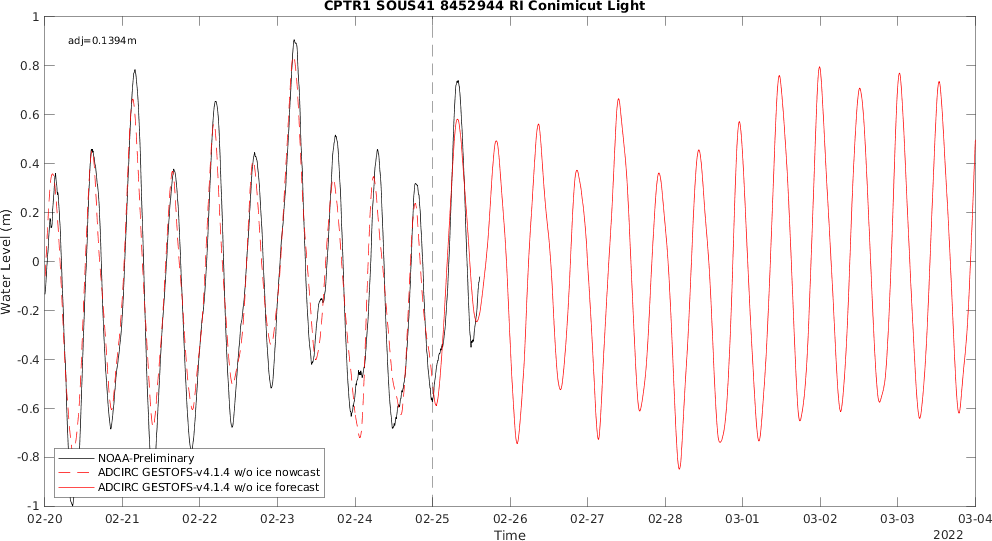 CPTR1 SOUS41 8452944 RI Conimicut Light
adj=0.1394m
1
0.8
0.6
0.4
0.2
0
-0.2
-0.4
-0.6
-0.8
-1
Water Level (m)
NOAA-Preliminary
ADCIRC GESTOFS-v4.1.4 w/o ice nowcast
ADCIRC GESTOFS-v4.1.4 w/o ice forecast
02-20 02-21 02-22 02-23 02-24 02-25 02-26 02-27 02-28 03-01 03-02 03-03 03-04
Time
2022